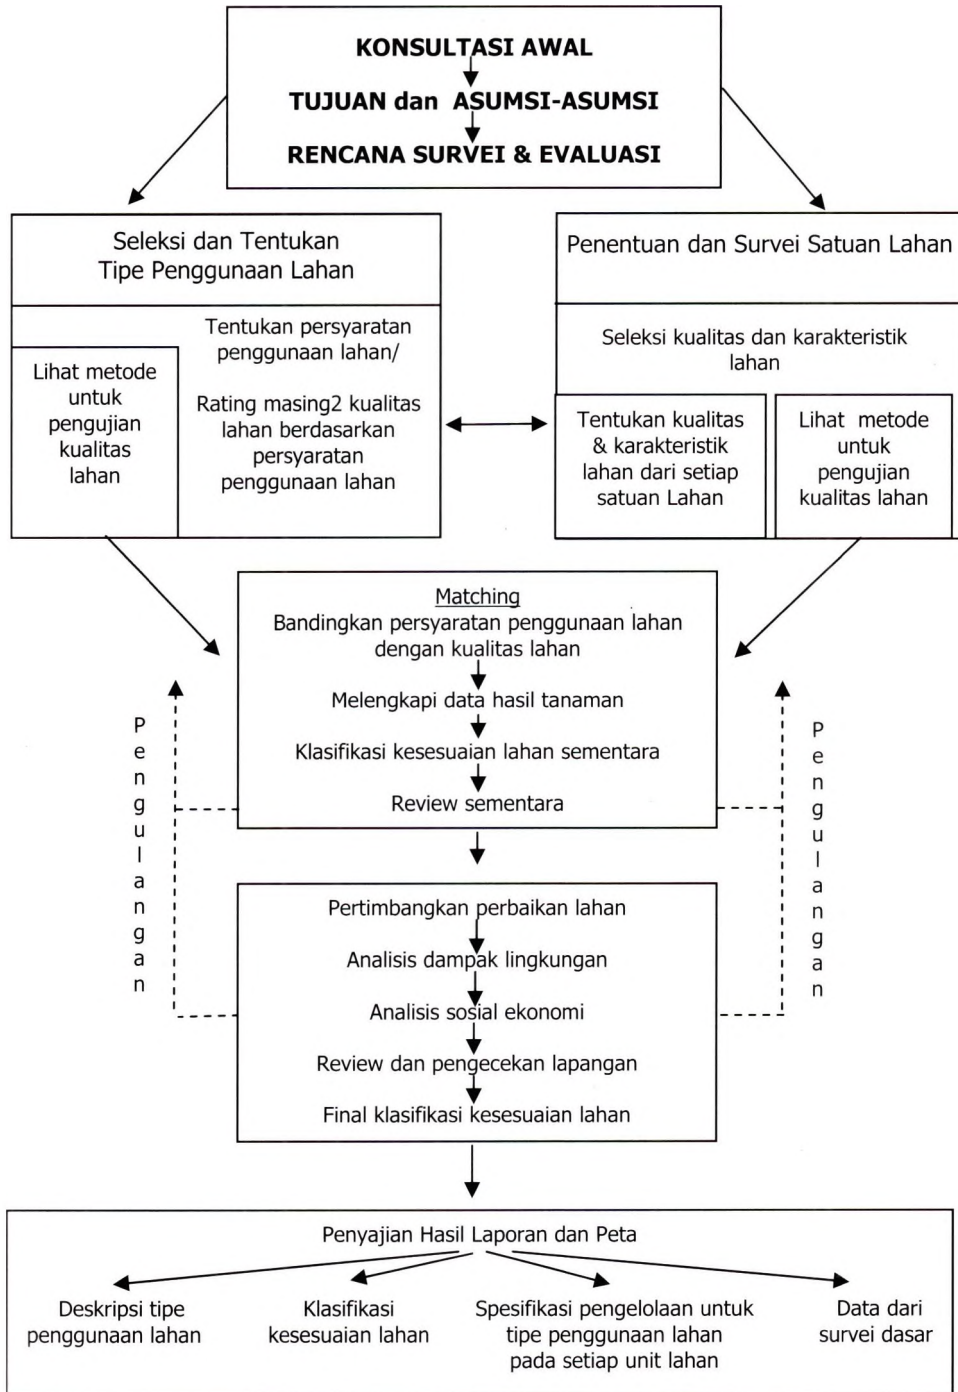 KONSULTASI AWAL
TUJUAN dan ASUMSI-ASUMSI
RENCANA SURVEI & EVALUASI
Seleksi dan Tentukan
Tipe Penggunaan Lahan
Tentukan persyaratan
penggunaan lahan/
Lihat metode
untuk
pengujian
kualitas
lahan
Rating masing2 kualitas
lahan berdasarkan
persyaratan
penggunaan lahan
Penentuan dan Survei Satuan Lahan
Seleksi kualitas dan karakteristik
lahan
Tentukan kualitas
& karakteristik
lahan dari setiap
satuan Lahan
Lihat metode
untuk
pengujian
kualitas lahan
Matching
Bandingkan persyaratan penggunaan lahan
dengan kualitas lahan
Melengkapi data hasil tanaman
Klasifikasi kesesuaian lahan sementara
Review sementara
Pengulangan
Pengulangan
Pertimbangkan perbaikan lahan
Analisis dampak lingkungan
Analisis sosial ekonomi
Review dan pengecekan lapangan
Final klasifikasi kesesuaian lahan
Penyajian Hasil Laporan dan Peta
Deskripsi tipe
penggunaan lahan
Klasifikasi
kesesuaian lahan
Spesifikasi pengelolaan untuk
tipe penggunaan lahan
pada setiap unit lahan
Data dari
survei dasar